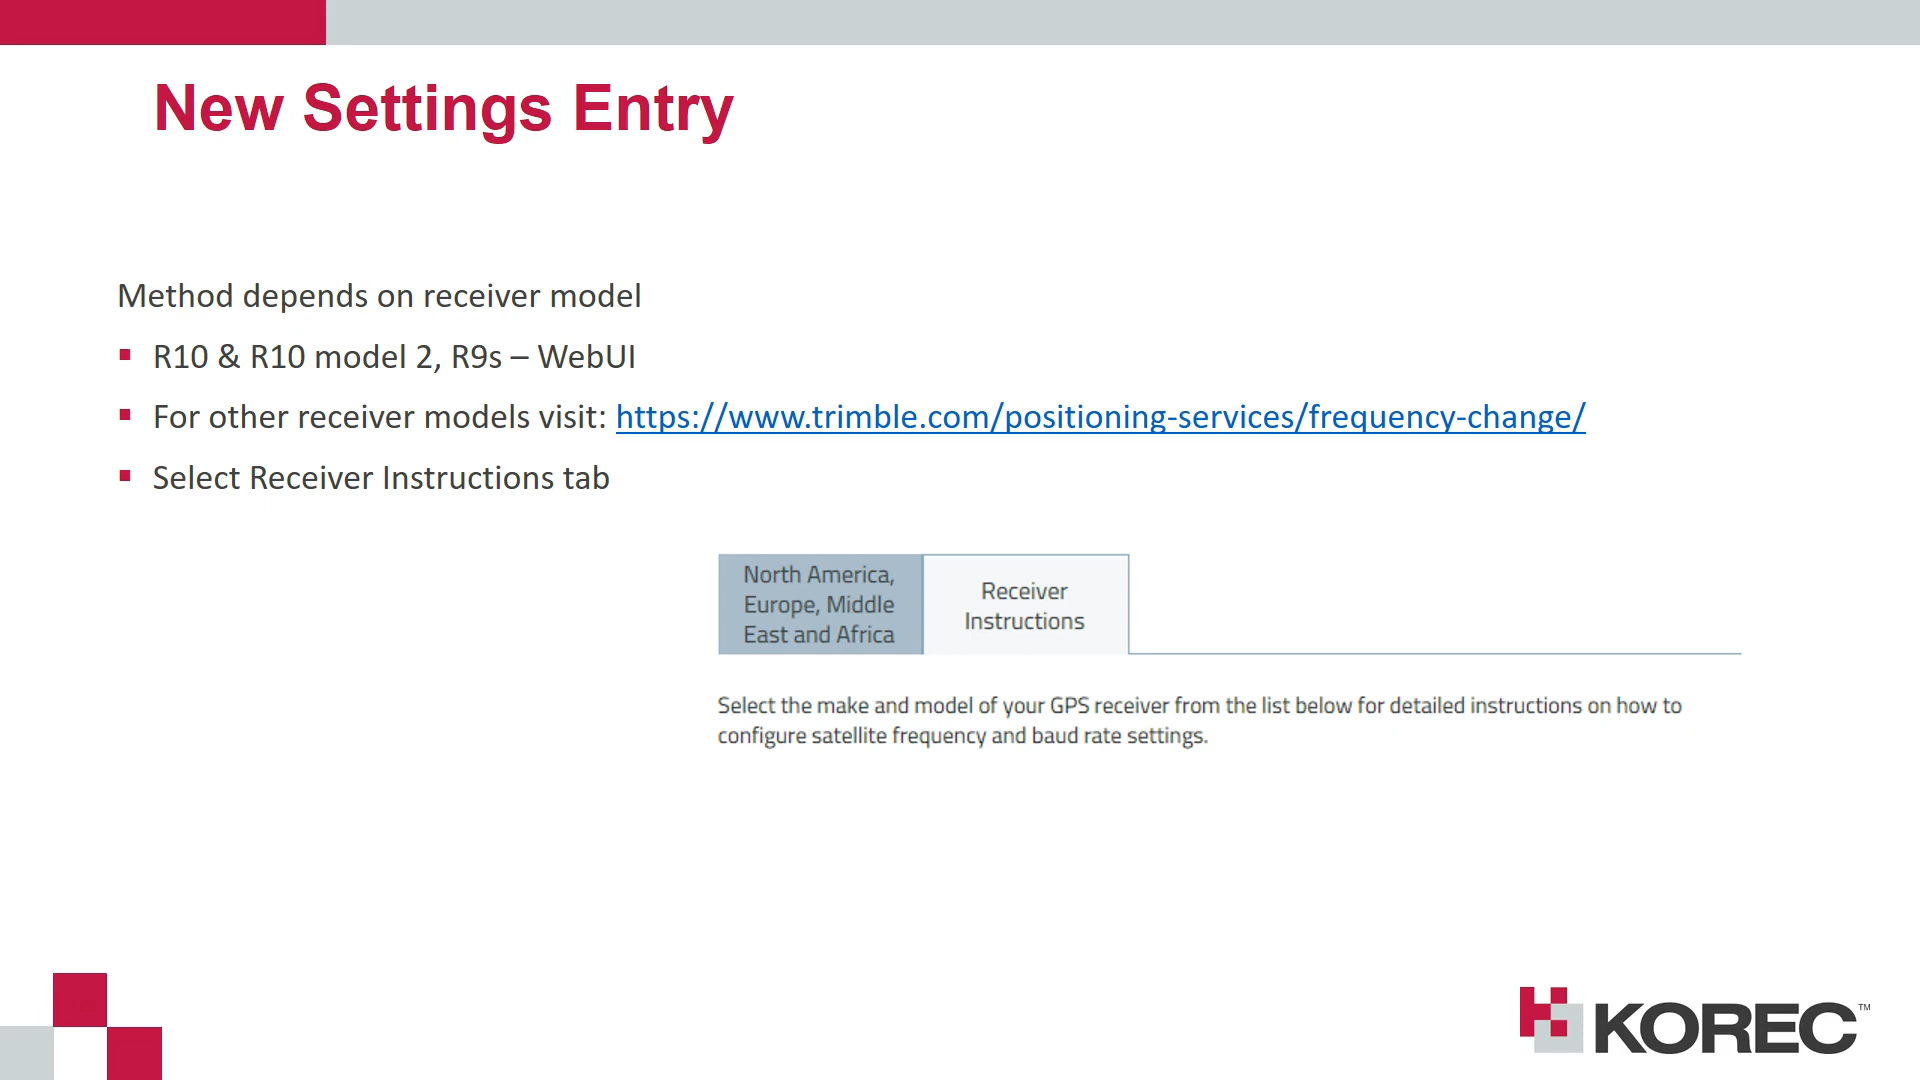 New Settings Entry
Method depends on receiver model
R10 & R10 model 2, R9s – WebUI
For other receiver models visit: https://www.trimble.com/positioning-services/frequency-change/
Select Receiver Instructions tab
North America,
Europe, Middle
East and Africa
Receiver
Instructions
Select the make and model of your GPS receiver from the list below for detailed instructions on how to
configure satellite frequency and baud rate settings.
KOREC™